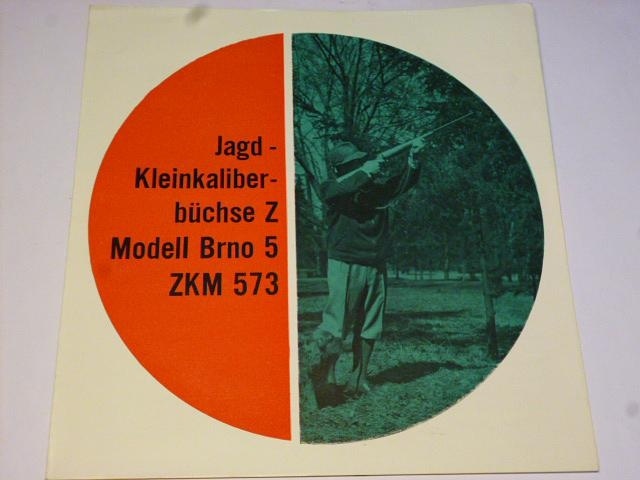 Jagd -
Kleinkaliber-
büchse Z
Modell Brno 5
ZKM 573